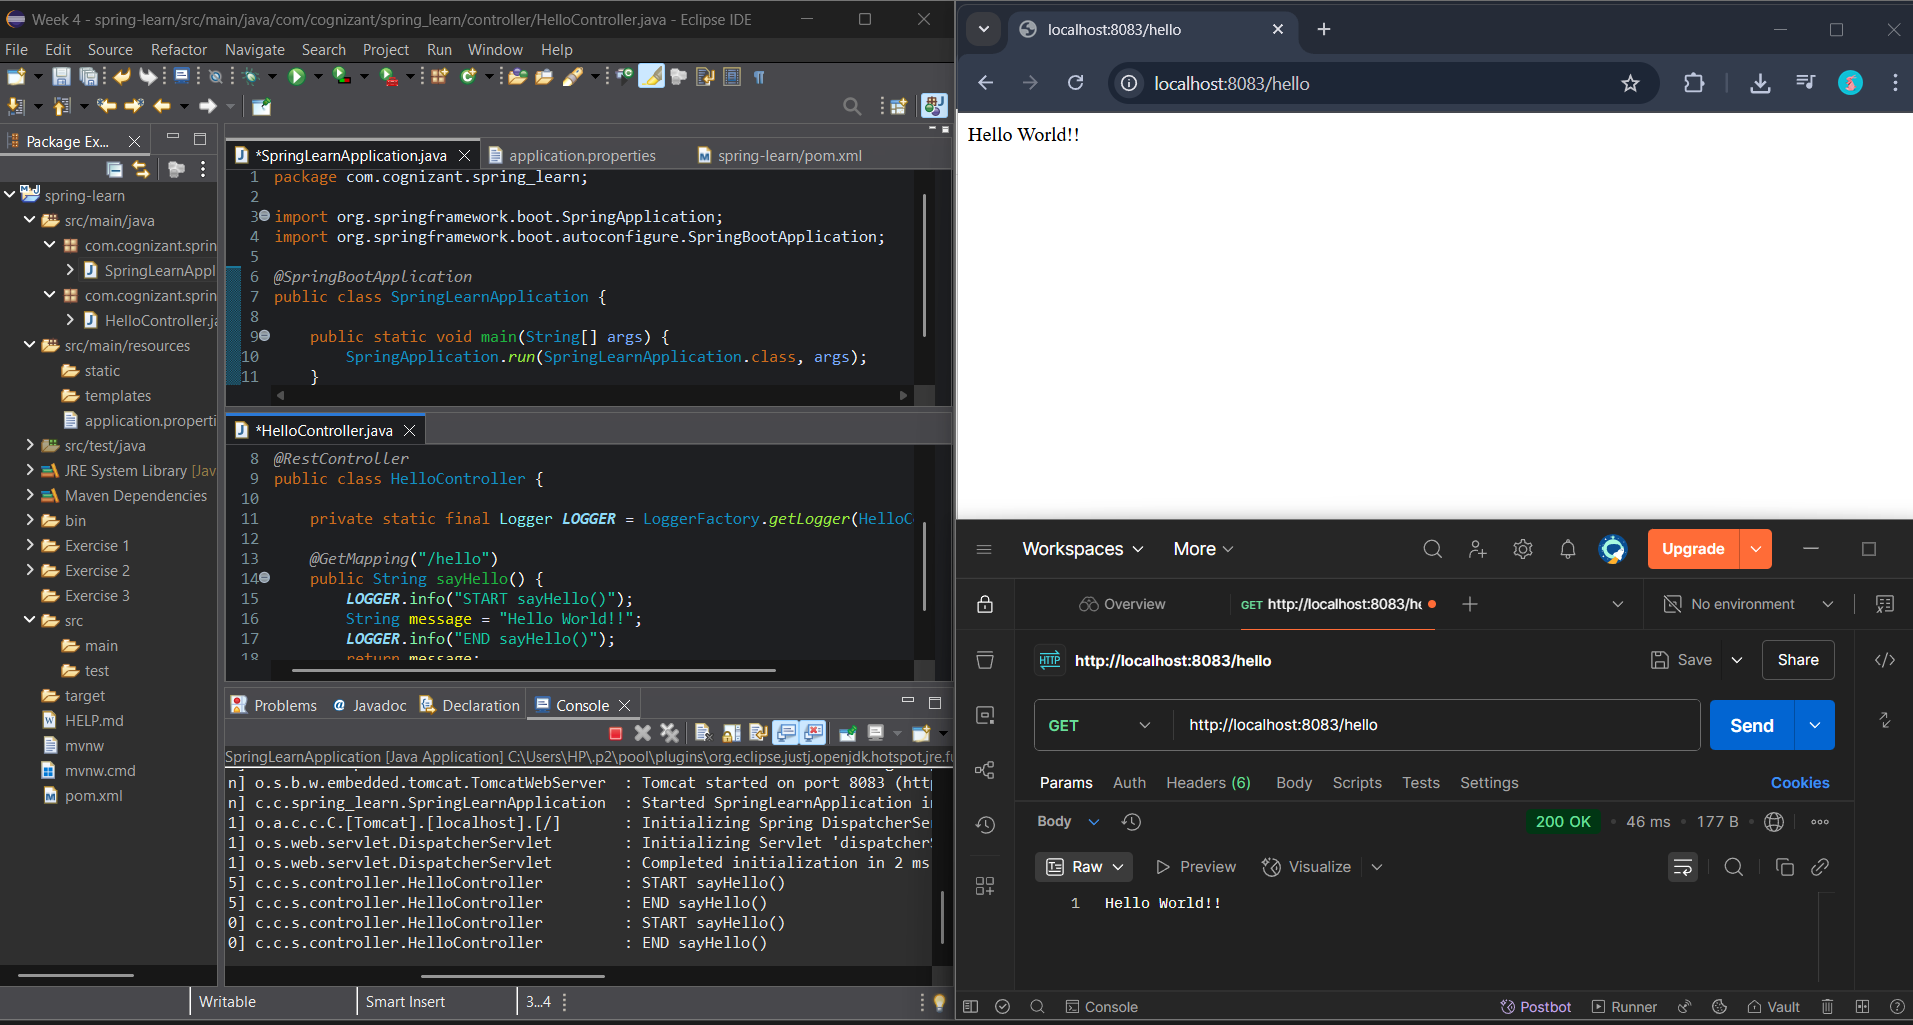 Week 4 - spring-learn/src/main/java/com/cognizant/spring_learn/controller/HelloController.java - Eclipse IDE
File Edit Source Refactor Navigate Search Project Run Window Help
Package Ex...
spring-learn
src/main/java
com.cognizant.sprin
SpringLearnAppl
com.cognizant.sprin
HelloController.ja
src/main/resources
static
templates
application.properti
src/test/java
JRE System Library [Jav
Maven Dependencies
bin
Exercise 1
Exercise 2
Exercise 3
src
main
test
target
HELP.md
mvnw
mvnw.cmd
pom.xml
*SpringLearnApplication.java application.properties spring-learn/pom.xml
1 package com.cognizant.spring_learn;
2
3 import org.springframework.boot.SpringApplication;
4 import org.springframework.boot.autoconfigure.SpringBootApplication;
5
6 @SpringBootApplication
7 public class SpringLearnApplication {
8
9 public static void main(String[] args) {
10 SpringApplication.run(SpringLearnApplication.class, args);
11 }
*HelloController.java
8 @RestController
9 public class HelloController {
10
11 private static final Logger LOGGER = LoggerFactory.getLogger(HelloC
12
13 @GetMapping("/hello")
14 public String sayHello() {
15 LOGGER.info("START sayHello()");
16 String message = "Hello World!!";
17 LOGGER.info("END sayHello()");
18 return message;
Problems Javadoc Declaration Console
SpringLearnApplication [Java Application] C:\Users\HP\.p2\pool\plugins\org.eclipse.justj.openjdk.hotspot.jre.fu
n] o.s.b.w.embedded.tomcat.TomcatWebServer : Tomcat started on port 8083 (htt
n] c.c.spring_learn.SpringLearnApplication : Started SpringLearnApplication i
1] o.a.c.c.C.[Tomcat].[localhost].[/] : Initializing Spring DispatcherSe
1] o.s.web.servlet.DispatcherServlet : Initializing Servlet 'dispatcherS
1] o.s.web.servlet.DispatcherServlet : Completed initialization in 2 ms
5] c.c.s.controller.HelloController : START sayHello()
5] c.c.s.controller.HelloController : END sayHello()
0] c.c.s.controller.HelloController : START sayHello()
0] c.c.s.controller.HelloController : END sayHello()
Writable Smart Insert 3...4
localhost:8083/hello
localhost:8083/hello
Hello World!!
Workspaces More Upgrade
Overview GET http://localhost:8083/he No environment
HTTP http://localhost:8083/hello Save Share
GET http://localhost:8083/hello Send
Params Auth Headers (6) Body Scripts Tests Settings Cookies
Body 200 OK 46 ms 177 B
Raw Preview Visualize
1 Hello World!!
Console Postbot Runner Vault